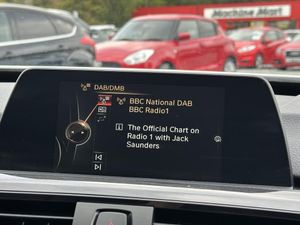 Machine Mart
DAB/DMB
BBC National DAB
BBC Radio1
The Official Chart on
Radio 1 with Jack
Saunders